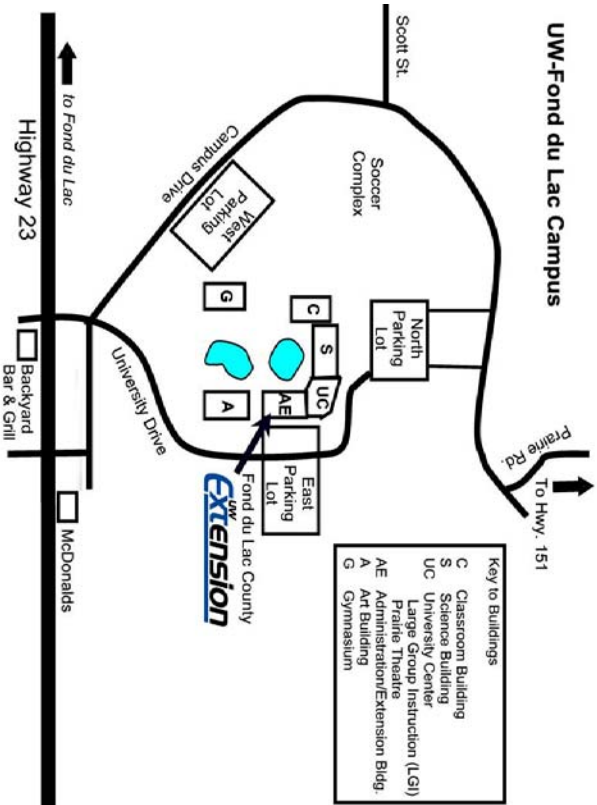 UW-Fond du Lac Campus
Scott St.
to Fond du Lac
Highway 23
Campus Drive
Soccer
Complex
West
Parking
Lot
North
Parking
Lot
G
C
S
UC
AE
A
University Drive
East
Parking
Lot
Fond du Lac County
UW
Extension
Backyard
Bar & Grill
McDonalds
Prairie Rd.
To Hwy. 151
Key to Buildings
C Classroom Building
S Science Building
UC University Center
Large Group Instruction (LGI)
Prairie Theatre
AE Administration/Extension Bldg.
A Art Building
G Gymnasium